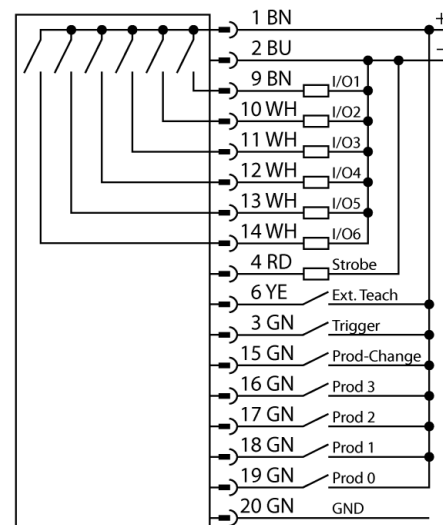 1 BN +
2 BU –
9 BN I/O1
10 WH I/O2
11 WH I/O3
12 WH I/O4
13 WH I/O5
14 WH I/O6
4 RD Strobe
6 YE Ext. Teach
3 GN Trigger
15 GN Prod-Change
16 GN Prod 3
17 GN Prod 2
18 GN Prod 1
19 GN Prod 0
20 GN GND